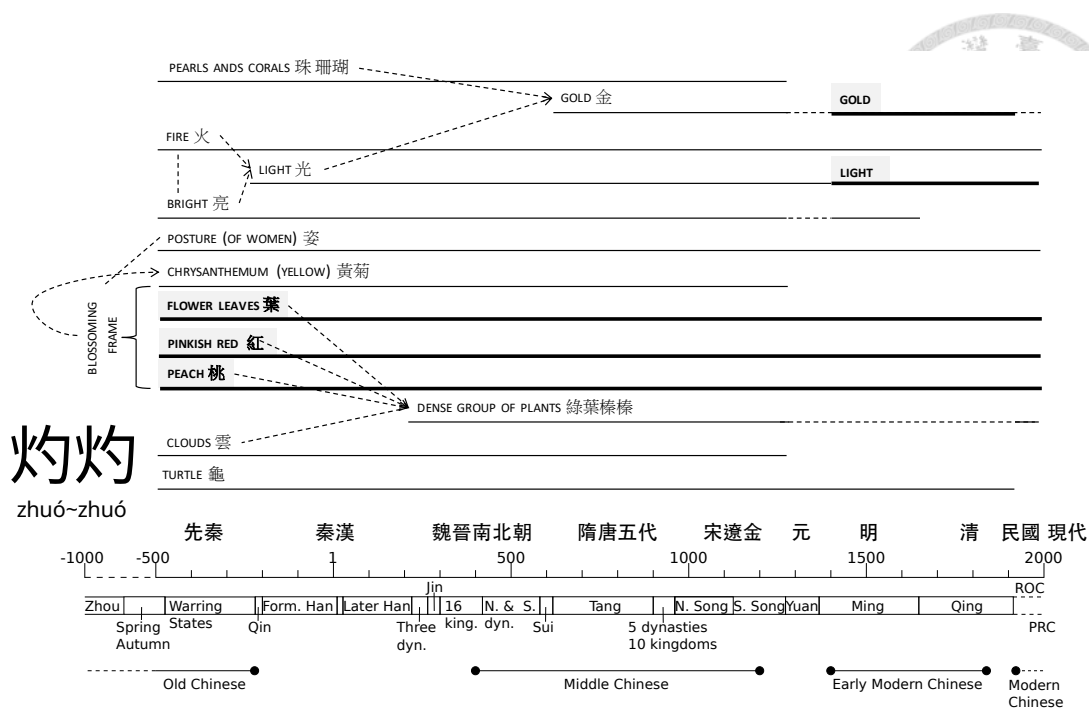 PEARLS ANDS CORALS 珠 珊瑚
GOLD 金
GOLD
FIRE 火
LIGHT 光
LIGHT
BRIGHT 亮
POSTURE (OF WOMEN) 姿
CHRYSANTHEMUM (YELLOW) 黃菊
BLOSSOMING
FRAME
FLOWER LEAVES 葉
PINKISH RED 紅
PEACH 桃
DENSE GROUP OF PLANTS 綠葉榛榛
CLOUDS 雲
TURTLE 龜
灼灼
zhuó~zhuó
先秦 秦漢 魏晉南北朝 隋唐五代 宋遼金 元 明 清 民國 現代
-1000 -500 1 500 1000 1500 2000
Jin ROC
Zhou Warring Form. Han Later Han 16 N. & S. Tang N. Song S. Song Yuan Ming Qing
States king. dyn.
Spring Qin Three Sui 5 dynasties PRC
Autumn dyn. 10 kingdoms
Old Chinese Middle Chinese Early Modern Chinese Modern
Chinese